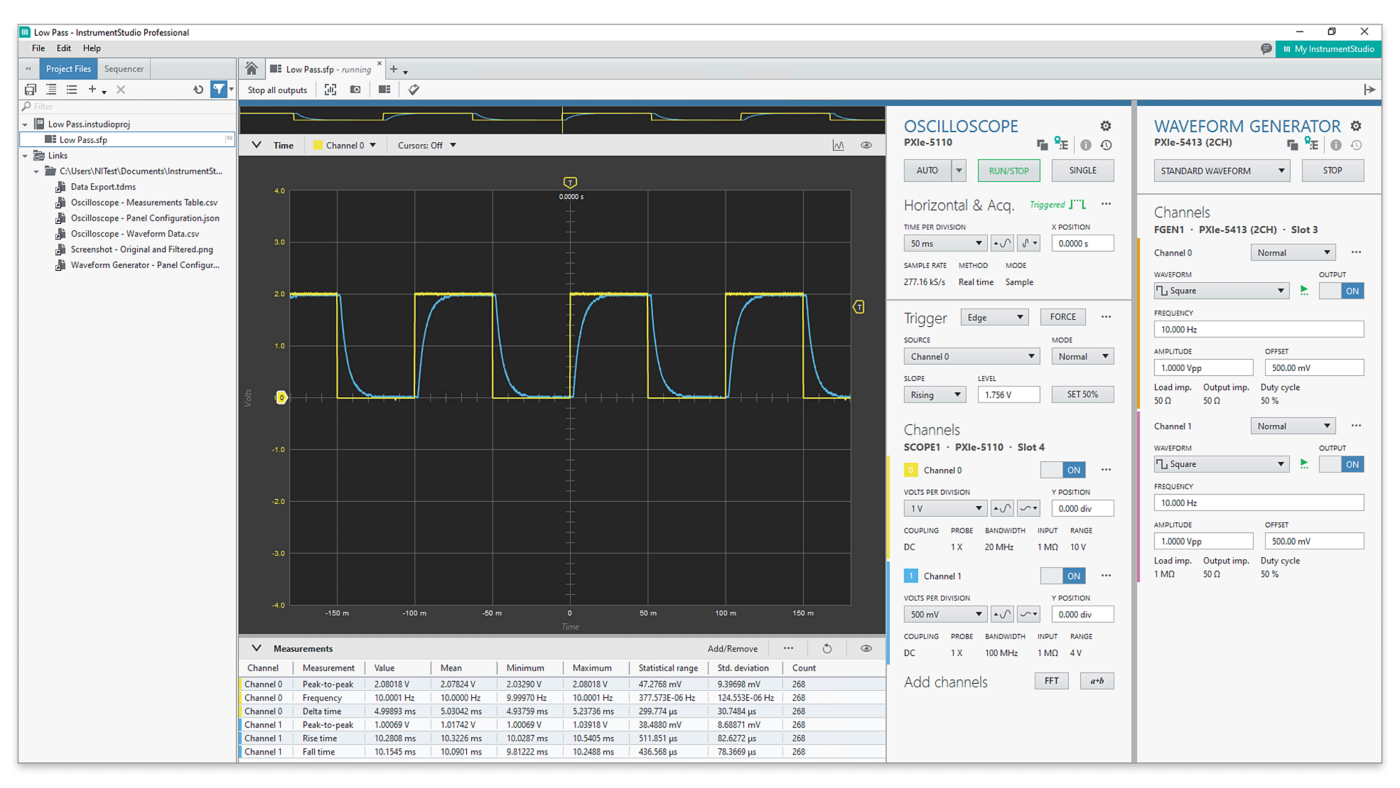 Low Pass - InstrumentStudio Professional
File Edit Help
My InstrumentStudio
Project Files Sequencer
Low Pass.sfp - running
Stop all outputs
Filter
Low Pass.instudioproj
Low Pass.sfp
Links
C:\Users\NITest\Documents\InstrumentSt...
Data Export.tdms
Oscilloscope - Measurements Table.csv
Oscilloscope - Panel Configuration.json
Oscilloscope - Waveform Data.csv
Screenshot - Original and Filtered.png
Waveform Generator - Panel Configur...
Time Channel 0 Cursors: Off
T
0.0000 s
4.0
3.0
2.0
T
1.0
Volts
0
-1.0
-2.0
-3.0
-4.0
-150 m -100 m -50 m 0 50 m 100 m 150 m
Time
Measurements Add/Remove
Channel Measurement Value Mean Minimum Maximum Statistical range Std. deviation Count
Channel 0 Peak-to-peak 2.08018 V 2.07824 V 2.03290 V 2.08018 V 47.2768 mV 9.39698 mV 268
Channel 0 Frequency 10.0001 Hz 10.0000 Hz 9.99970 Hz 10.0001 Hz 377.573E-06 Hz 124.553E-06 Hz 268
Channel 0 Delta time 4.99893 ms 5.03042 ms 4.93759 ms 5.23736 ms 299.774 µs 30.7484 µs 268
Channel 1 Peak-to-peak 1.00069 V 1.01742 V 1.00069 V 1.03918 V 38.4880 mV 8.68871 mV 268
Channel 1 Rise time 10.2808 ms 10.3226 ms 10.0287 ms 10.5405 ms 511.851 µs 82.6272 µs 268
Channel 1 Fall time 10.1545 ms 10.0901 ms 9.81222 ms 10.2488 ms 436.568 µs 78.3669 µs 268
OSCILLOSCOPE
PXIe-5110
AUTO RUN/STOP SINGLE
Horizontal & Acq. Triggered
TIME PER DIVISION X POSITION
50 ms 0.0000 s
SAMPLE RATE METHOD MODE
277.16 kS/s Real time Sample
Trigger Edge FORCE
SOURCE MODE
Channel 0 Normal
SLOPE LEVEL
Rising 1.756 V SET 50%
Channels
SCOPE1 · PXIe-5110 · Slot 4
0 Channel 0 ON
VOLTS PER DIVISION Y POSITION
1 V 0.000 div
COUPLING PROBE BANDWIDTH INPUT RANGE
DC 1 X 20 MHz 1 MΩ 10 V
1 Channel 1 ON
VOLTS PER DIVISION Y POSITION
500 mV 0.000 div
COUPLING PROBE BANDWIDTH INPUT RANGE
DC 1 X 100 MHz 1 MΩ 4 V
Add channels FFT a+b
WAVEFORM GENERATOR
PXIe-5413 (2CH)
STANDARD WAVEFORM STOP
Channels
FGEN1 · PXIe-5413 (2CH) · Slot 3
Channel 0 Normal
WAVEFORM OUTPUT
Square ON
FREQUENCY
10.000 Hz
AMPLITUDE OFFSET
1.0000 Vpp 500.00 mV
Load imp. Output imp. Duty cycle
50 Ω 50 Ω 50 %
Channel 1 Normal
WAVEFORM OUTPUT
Square ON
FREQUENCY
10.000 Hz
AMPLITUDE OFFSET
1.0000 Vpp 500.00 mV
Load imp. Output imp. Duty cycle
1 MΩ 50 Ω 50 %